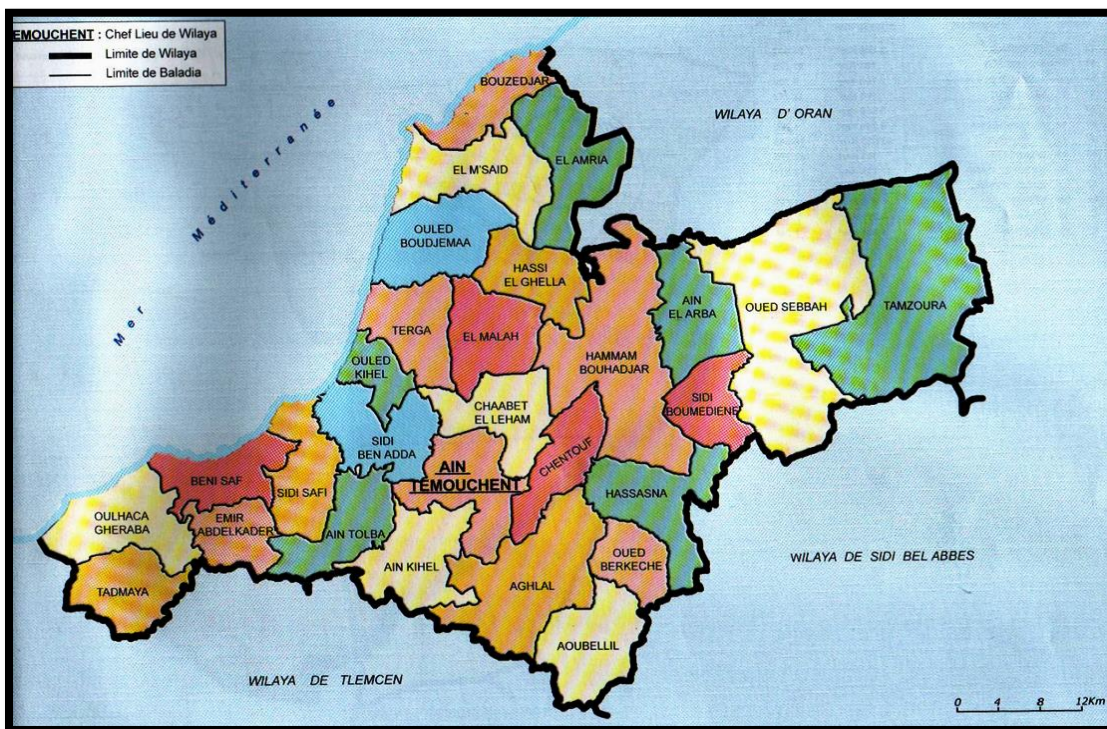 EMOUCHENT : Chef Lieu de Wilaya
Limite de Wilaya
Limite de Baladia
Mer Méditerranée
WILAYA D' ORAN
BOUZEDJAR
EL M'SAID
EL AMRIA
OULED
BOUDJEMAA
HASSI
EL GHELLA
TERGA
EL MALAH
HAMMAM
BOUHADJAR
AIN
EL ARBA
OUED SEBBAH
TAMZOURA
OULED
KIHEL
CHAABET
EL LEHAM
SIDI
BOUMEDIENE
SIDI
BEN ADDA
AIN
TEMOUCHENT
CHENTOUF
BENI SAF
SIDI SAFI
HASSASNA
OULHACA
GHERABA
EMIR
ABDELKADER
AIN TOLBA
AIN KIHEL
AGHLAL
OUED
BERKECHE
TADMAYA
AOUBELLIL
WILAYA DE SIDI BEL ABBES
WILAYA DE TLEMCEN
0 4 8 12Km